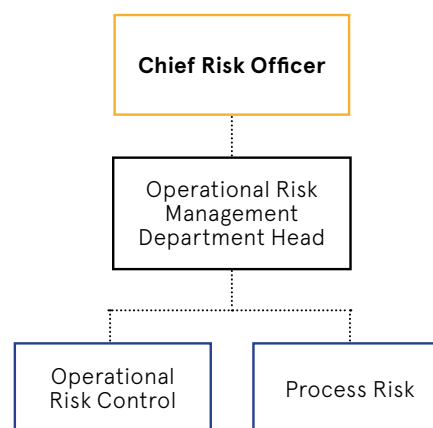 Chief Risk Officer
Operational Risk
Management
Department Head
Operational
Risk Control
Process Risk